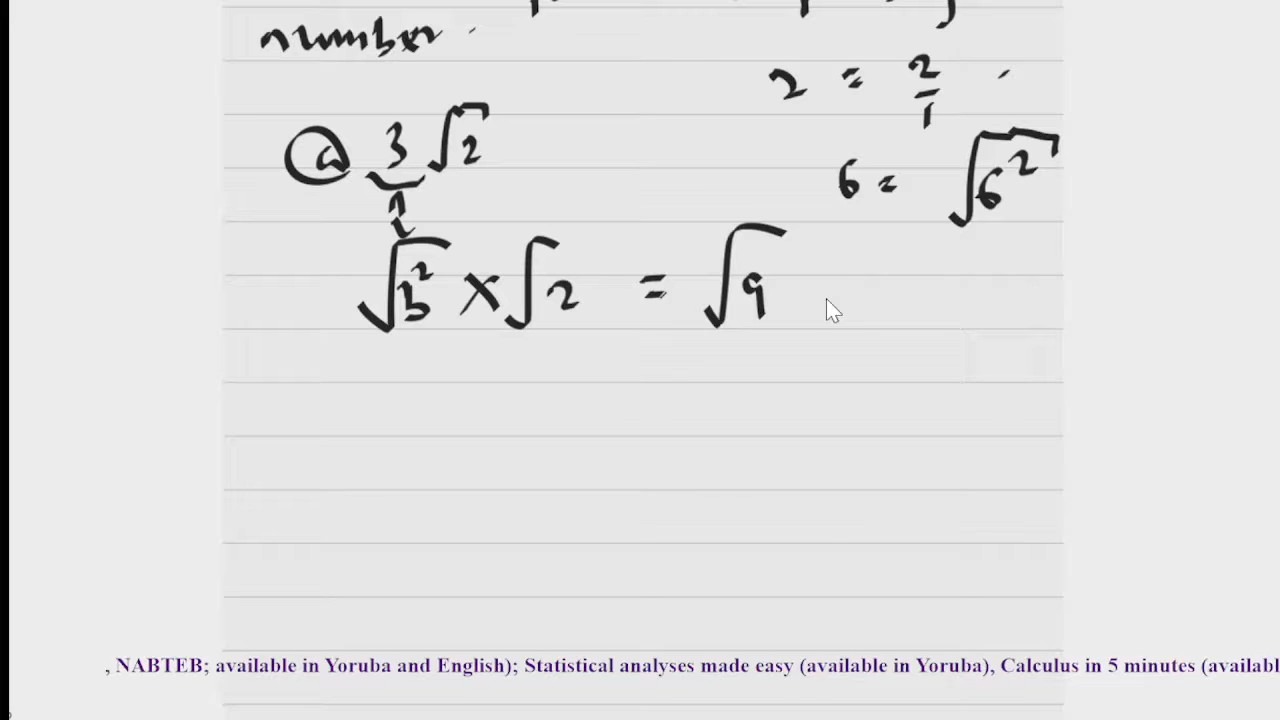 number.
2 = 2/1
(a) 3√2
6 = √6²
√3² × √2 = √9
, NABTEB; available in Yoruba and English); Statistical analyses made easy (available in Yoruba), Calculus in 5 minutes (availabl